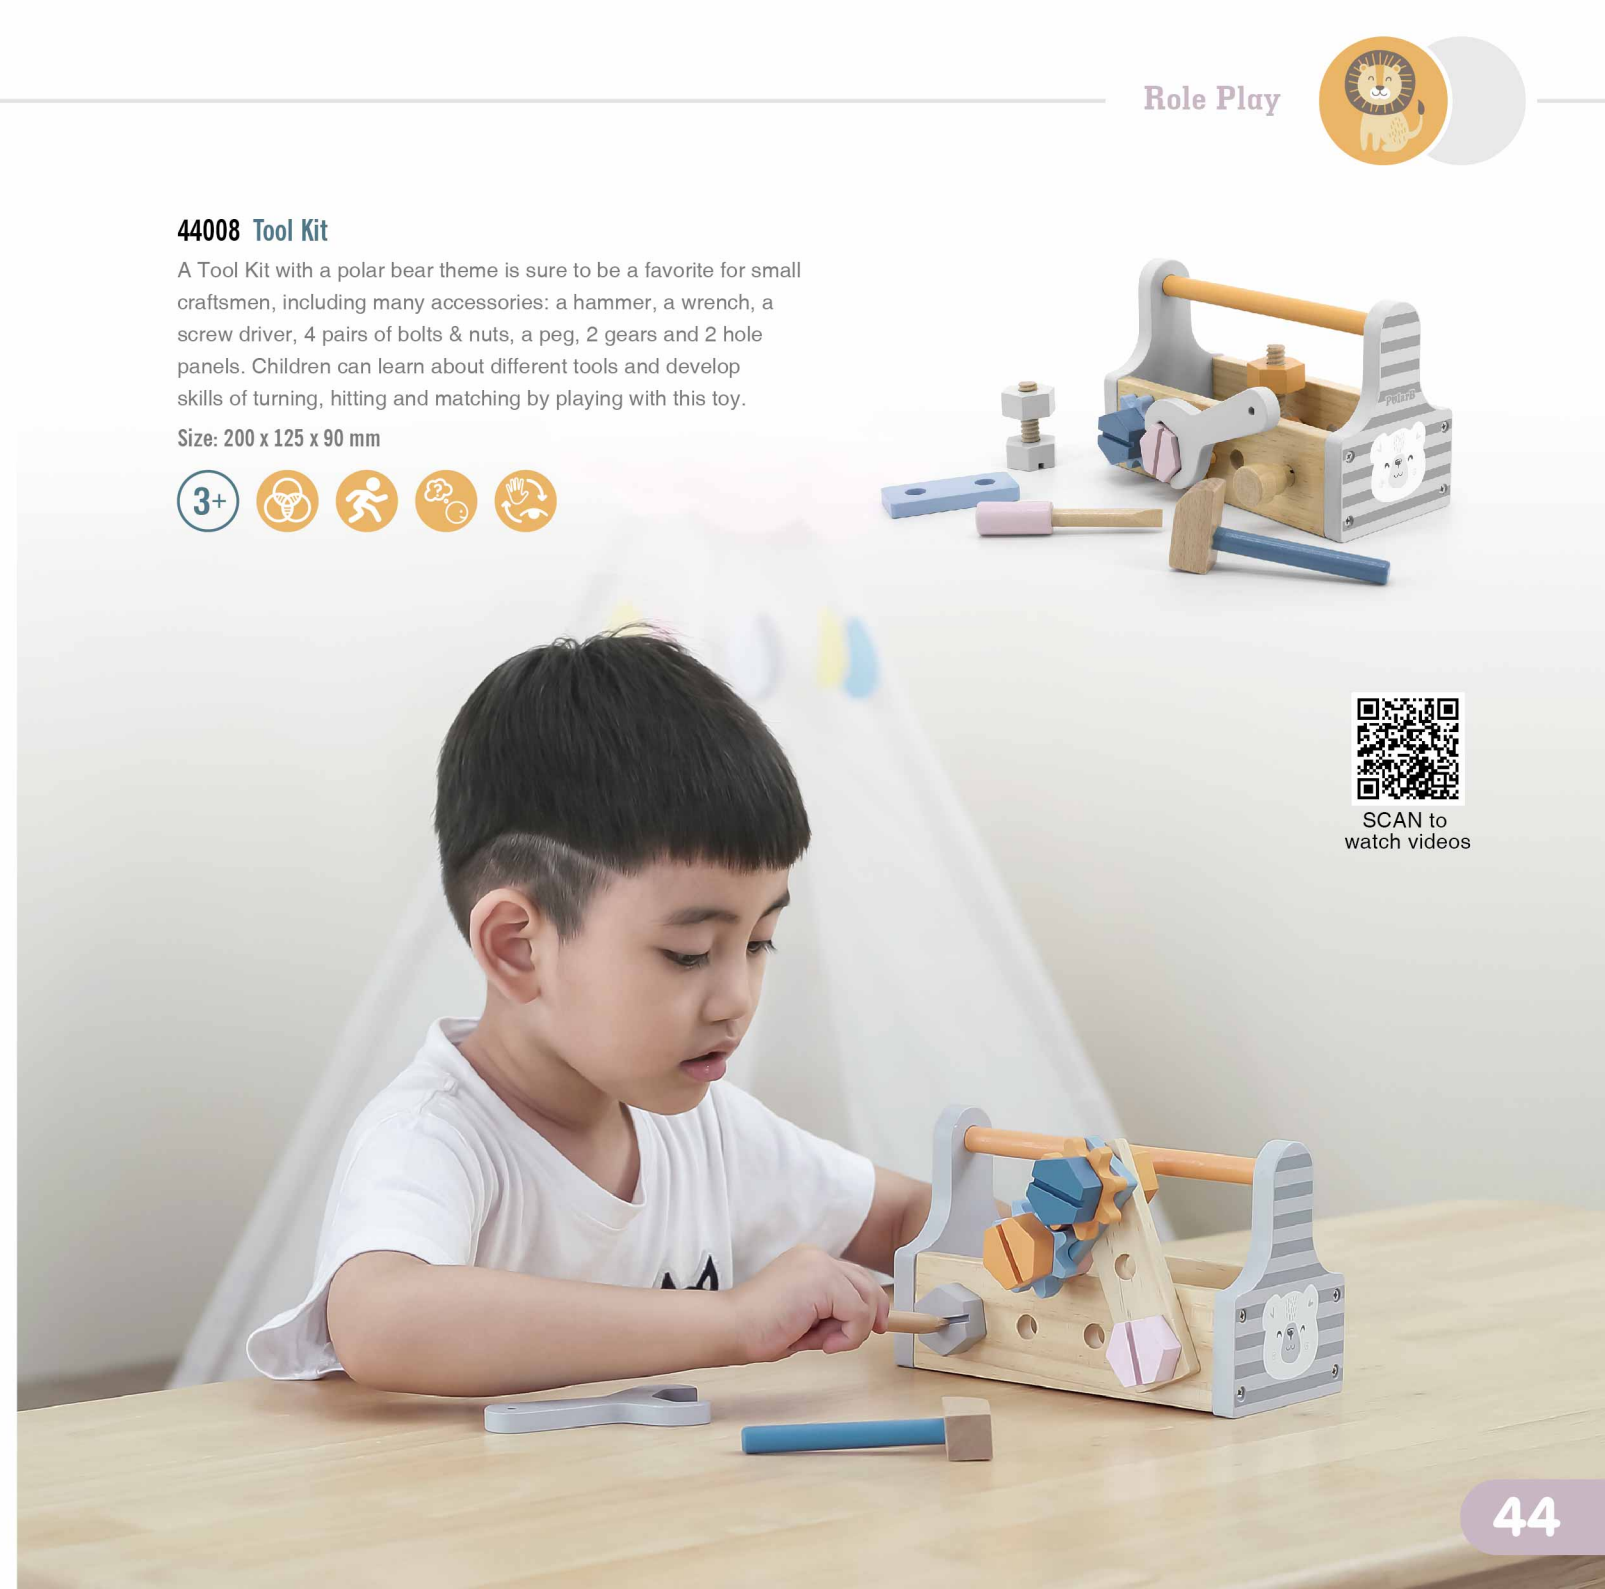 Role Play
44008 Tool Kit
A Tool Kit with a polar bear theme is sure to be a favorite for small
craftsmen, including many accessories: a hammer, a wrench, a
screw driver, 4 pairs of bolts & nuts, a peg, 2 gears and 2 hole
panels. Children can learn about different tools and develop
skills of turning, hitting and matching by playing with this toy.
Size: 200 x 125 x 90 mm
3+
PolarB
SCAN to
watch videos
44